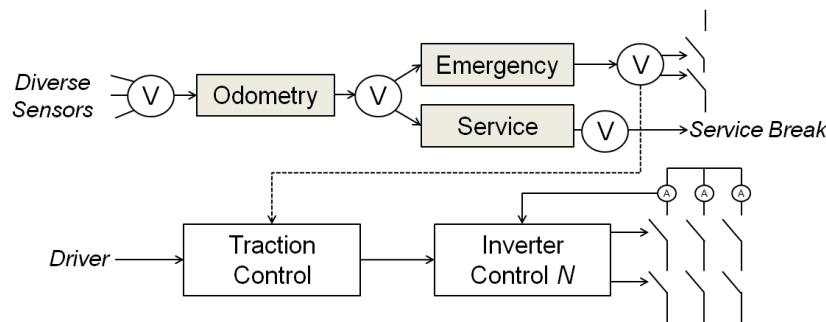 Diverse
Sensors
V
Odometry
V
Emergency
V
Service
V
Service Break
Driver
Traction
Control
Inverter
Control N
A
A
A